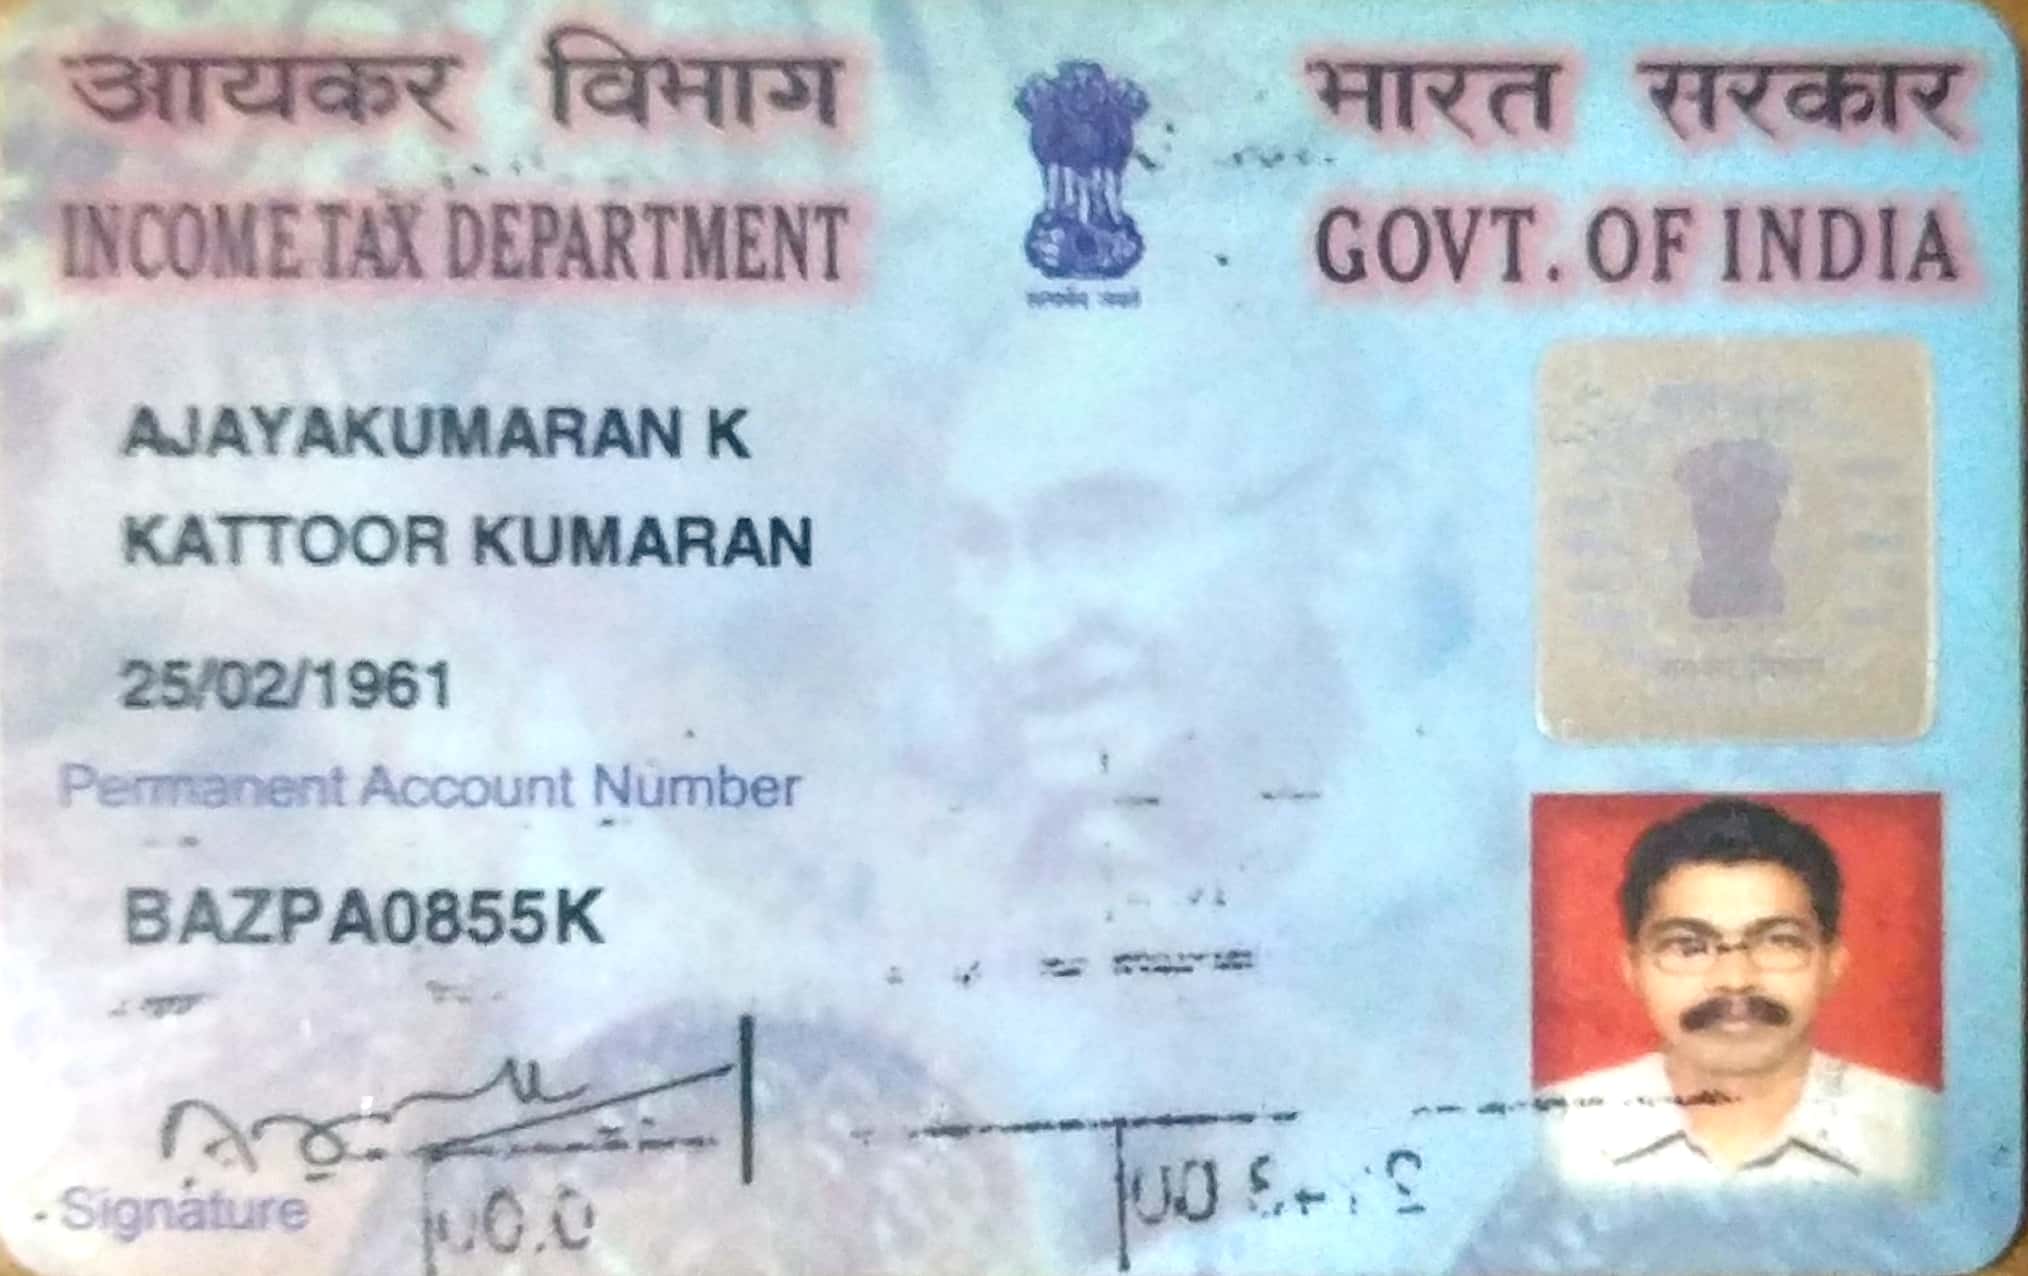 आयकर विभाग
INCOME TAX DEPARTMENT
भारत सरकार
GOVT. OF INDIA
AJAYAKUMARAN K
KATTOOR KUMARAN
25/02/1961
Permanent Account Number
BAZPA0855K
Signature